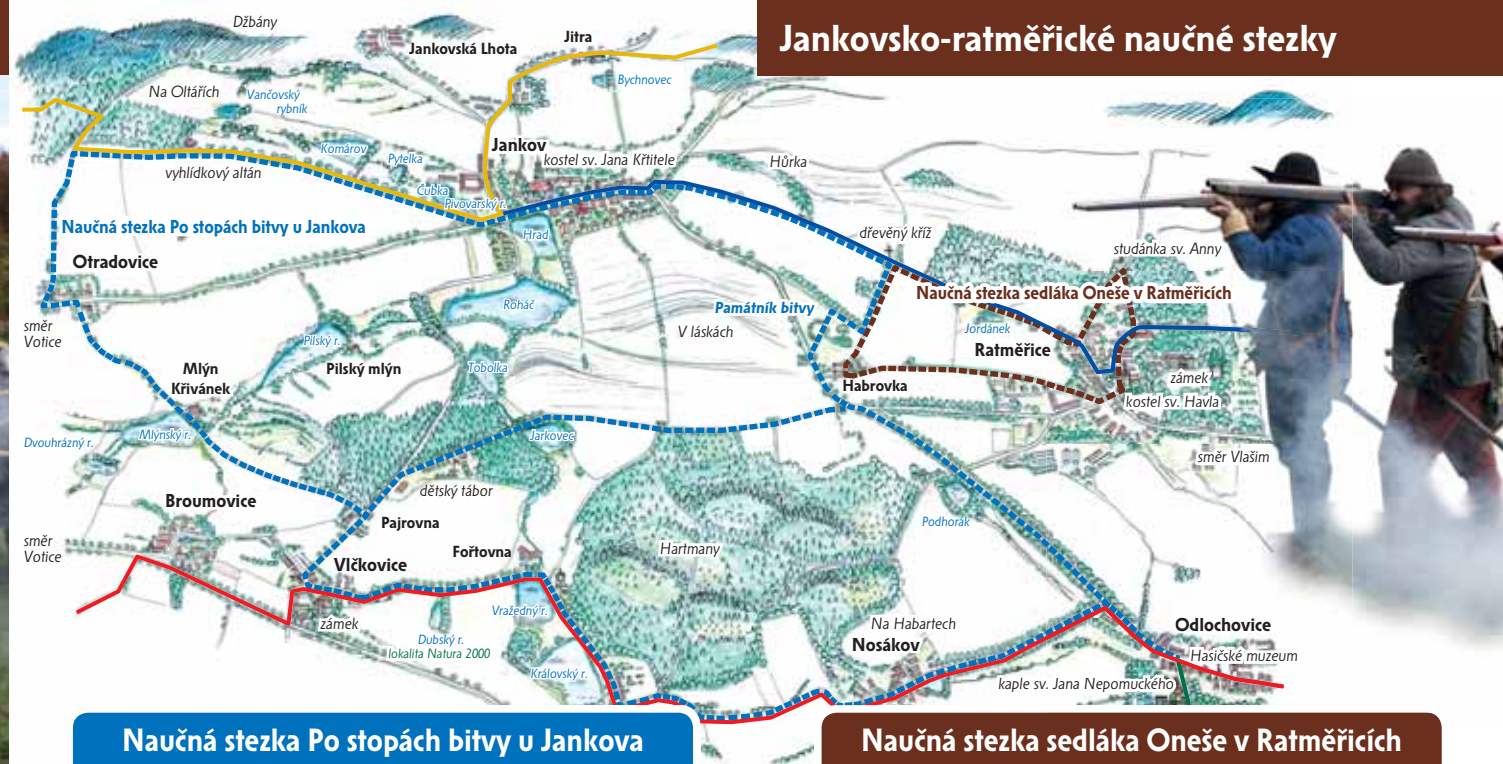 Džbány
Jankovsko-ratměřické naučné stezky
Jankovská Lhota
Jitra
Bychnovec
Na Oltářích
Vančovský
rybník
Komárov
Pytelka
Jankov
kostel sv. Jana Křtitele
Hůrka
vyhlídkový altán
Čubka
Pivovarský r.
Naučná stezka Po stopách bitvy u Jankova
Hrad
dřevěný kříž
studánka sv. Anny
Otradovice
Naučná stezka sedláka Oneše v Ratměřicích
Roháč
Památník bitvy
V láskách
Jordánek
směr
Votice
Pilský r.
Ratměřice
Mlýn
Křivánek
Pilský mlýn
Tobolka
Habrovka
zámek
kostel sv. Havla
Dvouhrázný r.
Mlýnský r.
Jarkovec
směr Vlašim
dětský tábor
Broumovice
Pajrovna
Podhorák
směr
Votice
Fořtovna
Hartmany
Vlčkovice
zámek
Vražedný r.
Na Habartech
Odlochovice
Dubský r.
lokalita Natura 2000
Nosákov
Hasičské muzeum
Královský r.
kaple sv. Jana Nepomuckého
Naučná stezka Po stopách bitvy u Jankova
Naučná stezka sedláka Oneše v Ratměřicích